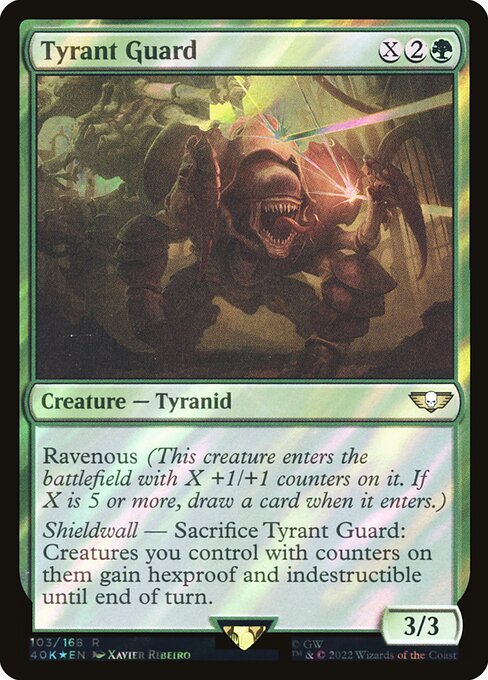 Tyrant Guard X 2
Creature — Tyranid
Ravenous (This creature enters the
battlefield with X +1/+1 counters on it. If
X is 5 or more, draw a card when it enters.)
Shieldwall — Sacrifice Tyrant Guard:
Creatures you control with counters on
them gain hexproof and indestructible
until end of turn.
3/3
103/168 R
40K★EN Xavier Ribeiro
© GW
™ & © 2022 Wizards of the Coast